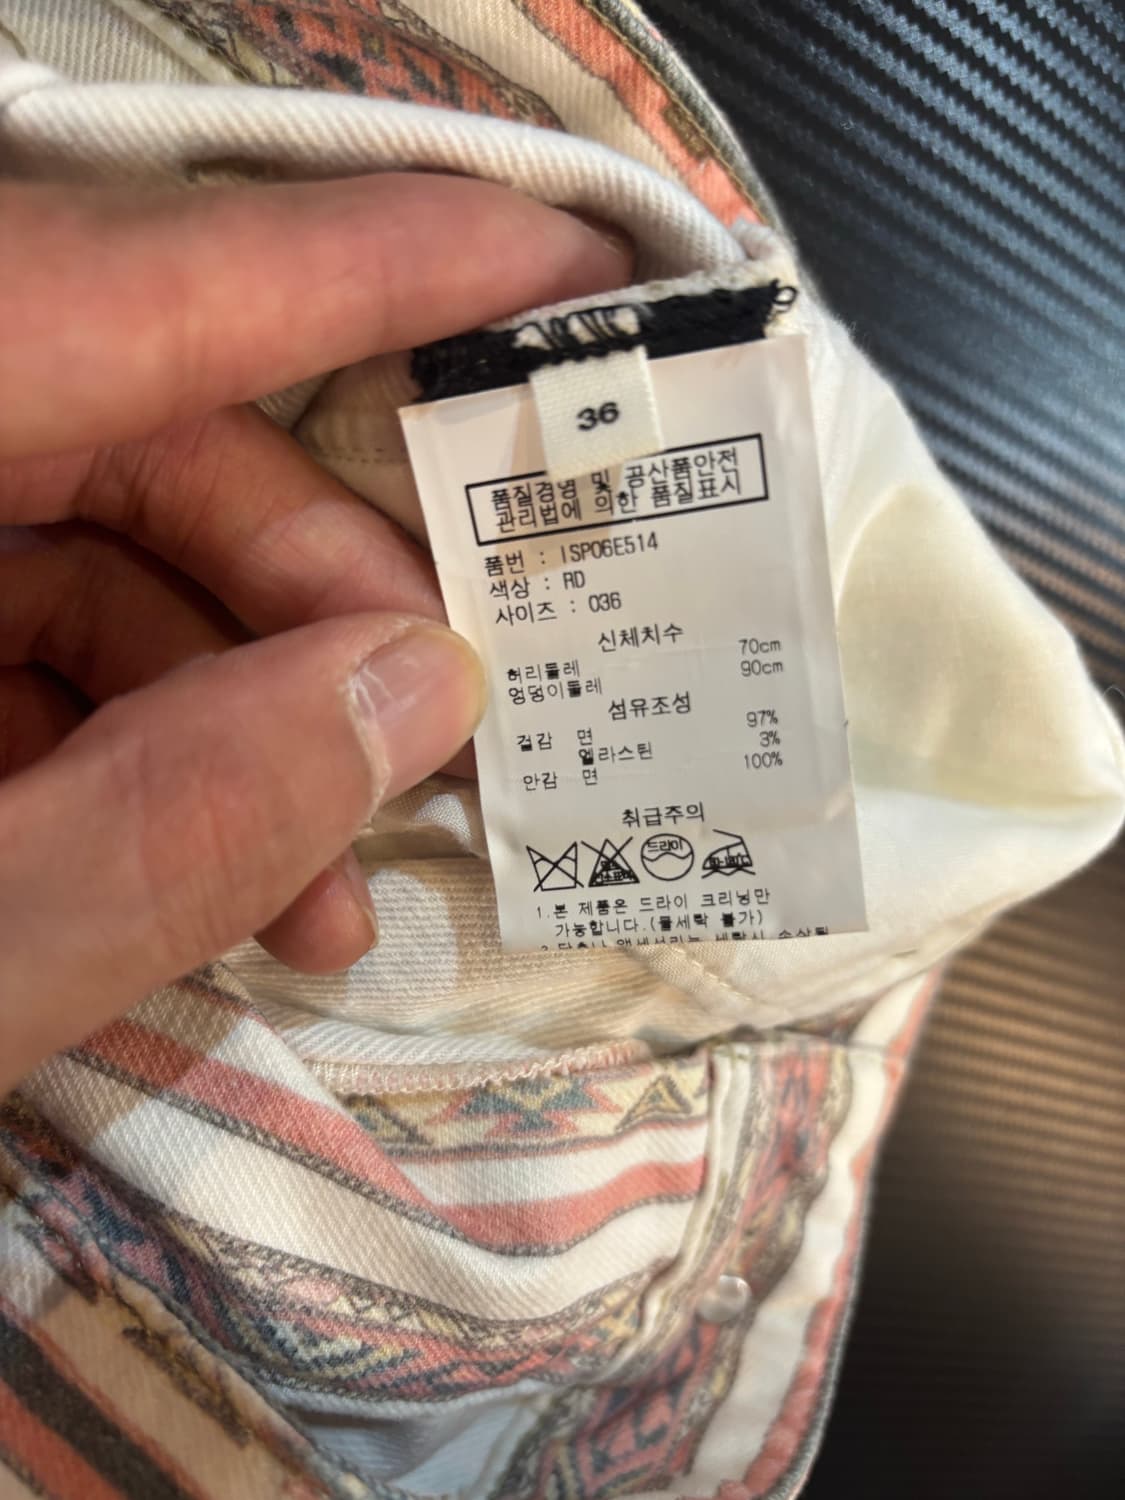 36
품질경영 및 공산품안전
관리법에 의한 품질표시
품번 : ISP06E514
색상 : RD
사이즈 : 036
신체치수
허리둘레 70cm
엉덩이둘레 90cm
섬유조성
겉감 면 97%
엘라스틴 3%
안감 면 100%
취급주의
드라이
1.본 제품은 드라이 크리닝만
가능합니다.(물세탁 불가)